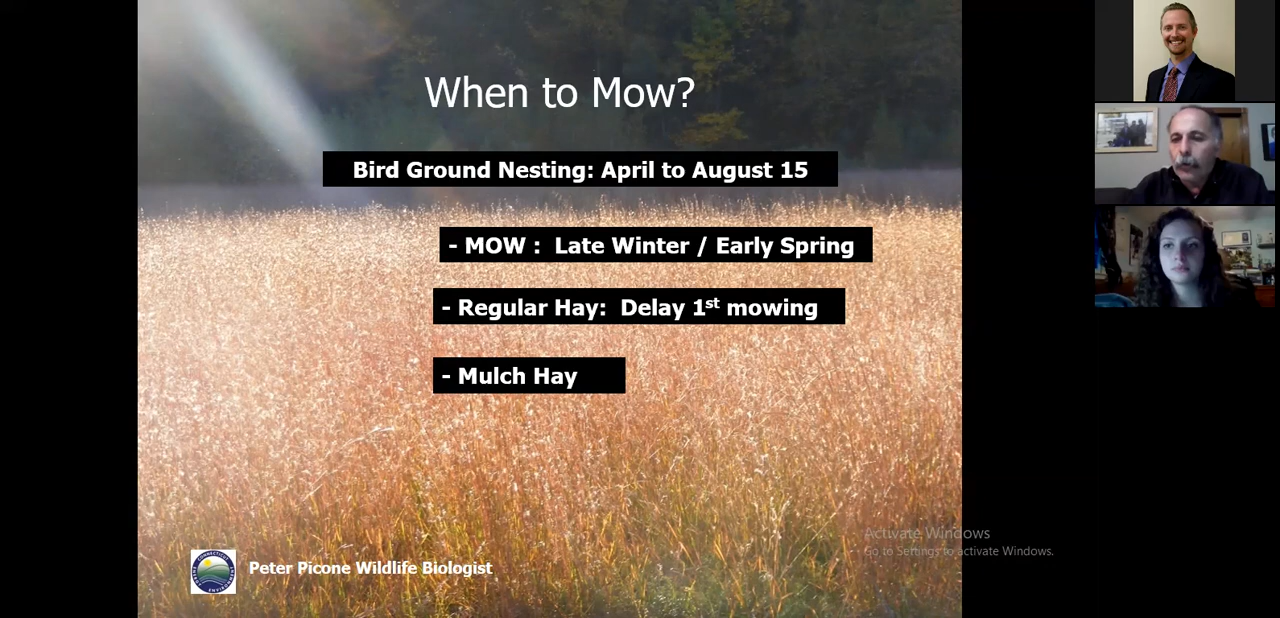 When to Mow?
Bird Ground Nesting: April to August 15
- MOW : Late Winter / Early Spring
- Regular Hay: Delay 1st mowing
- Mulch Hay
Activate Windows
Go to Settings to activate Windows.
Peter Picone Wildlife Biologist